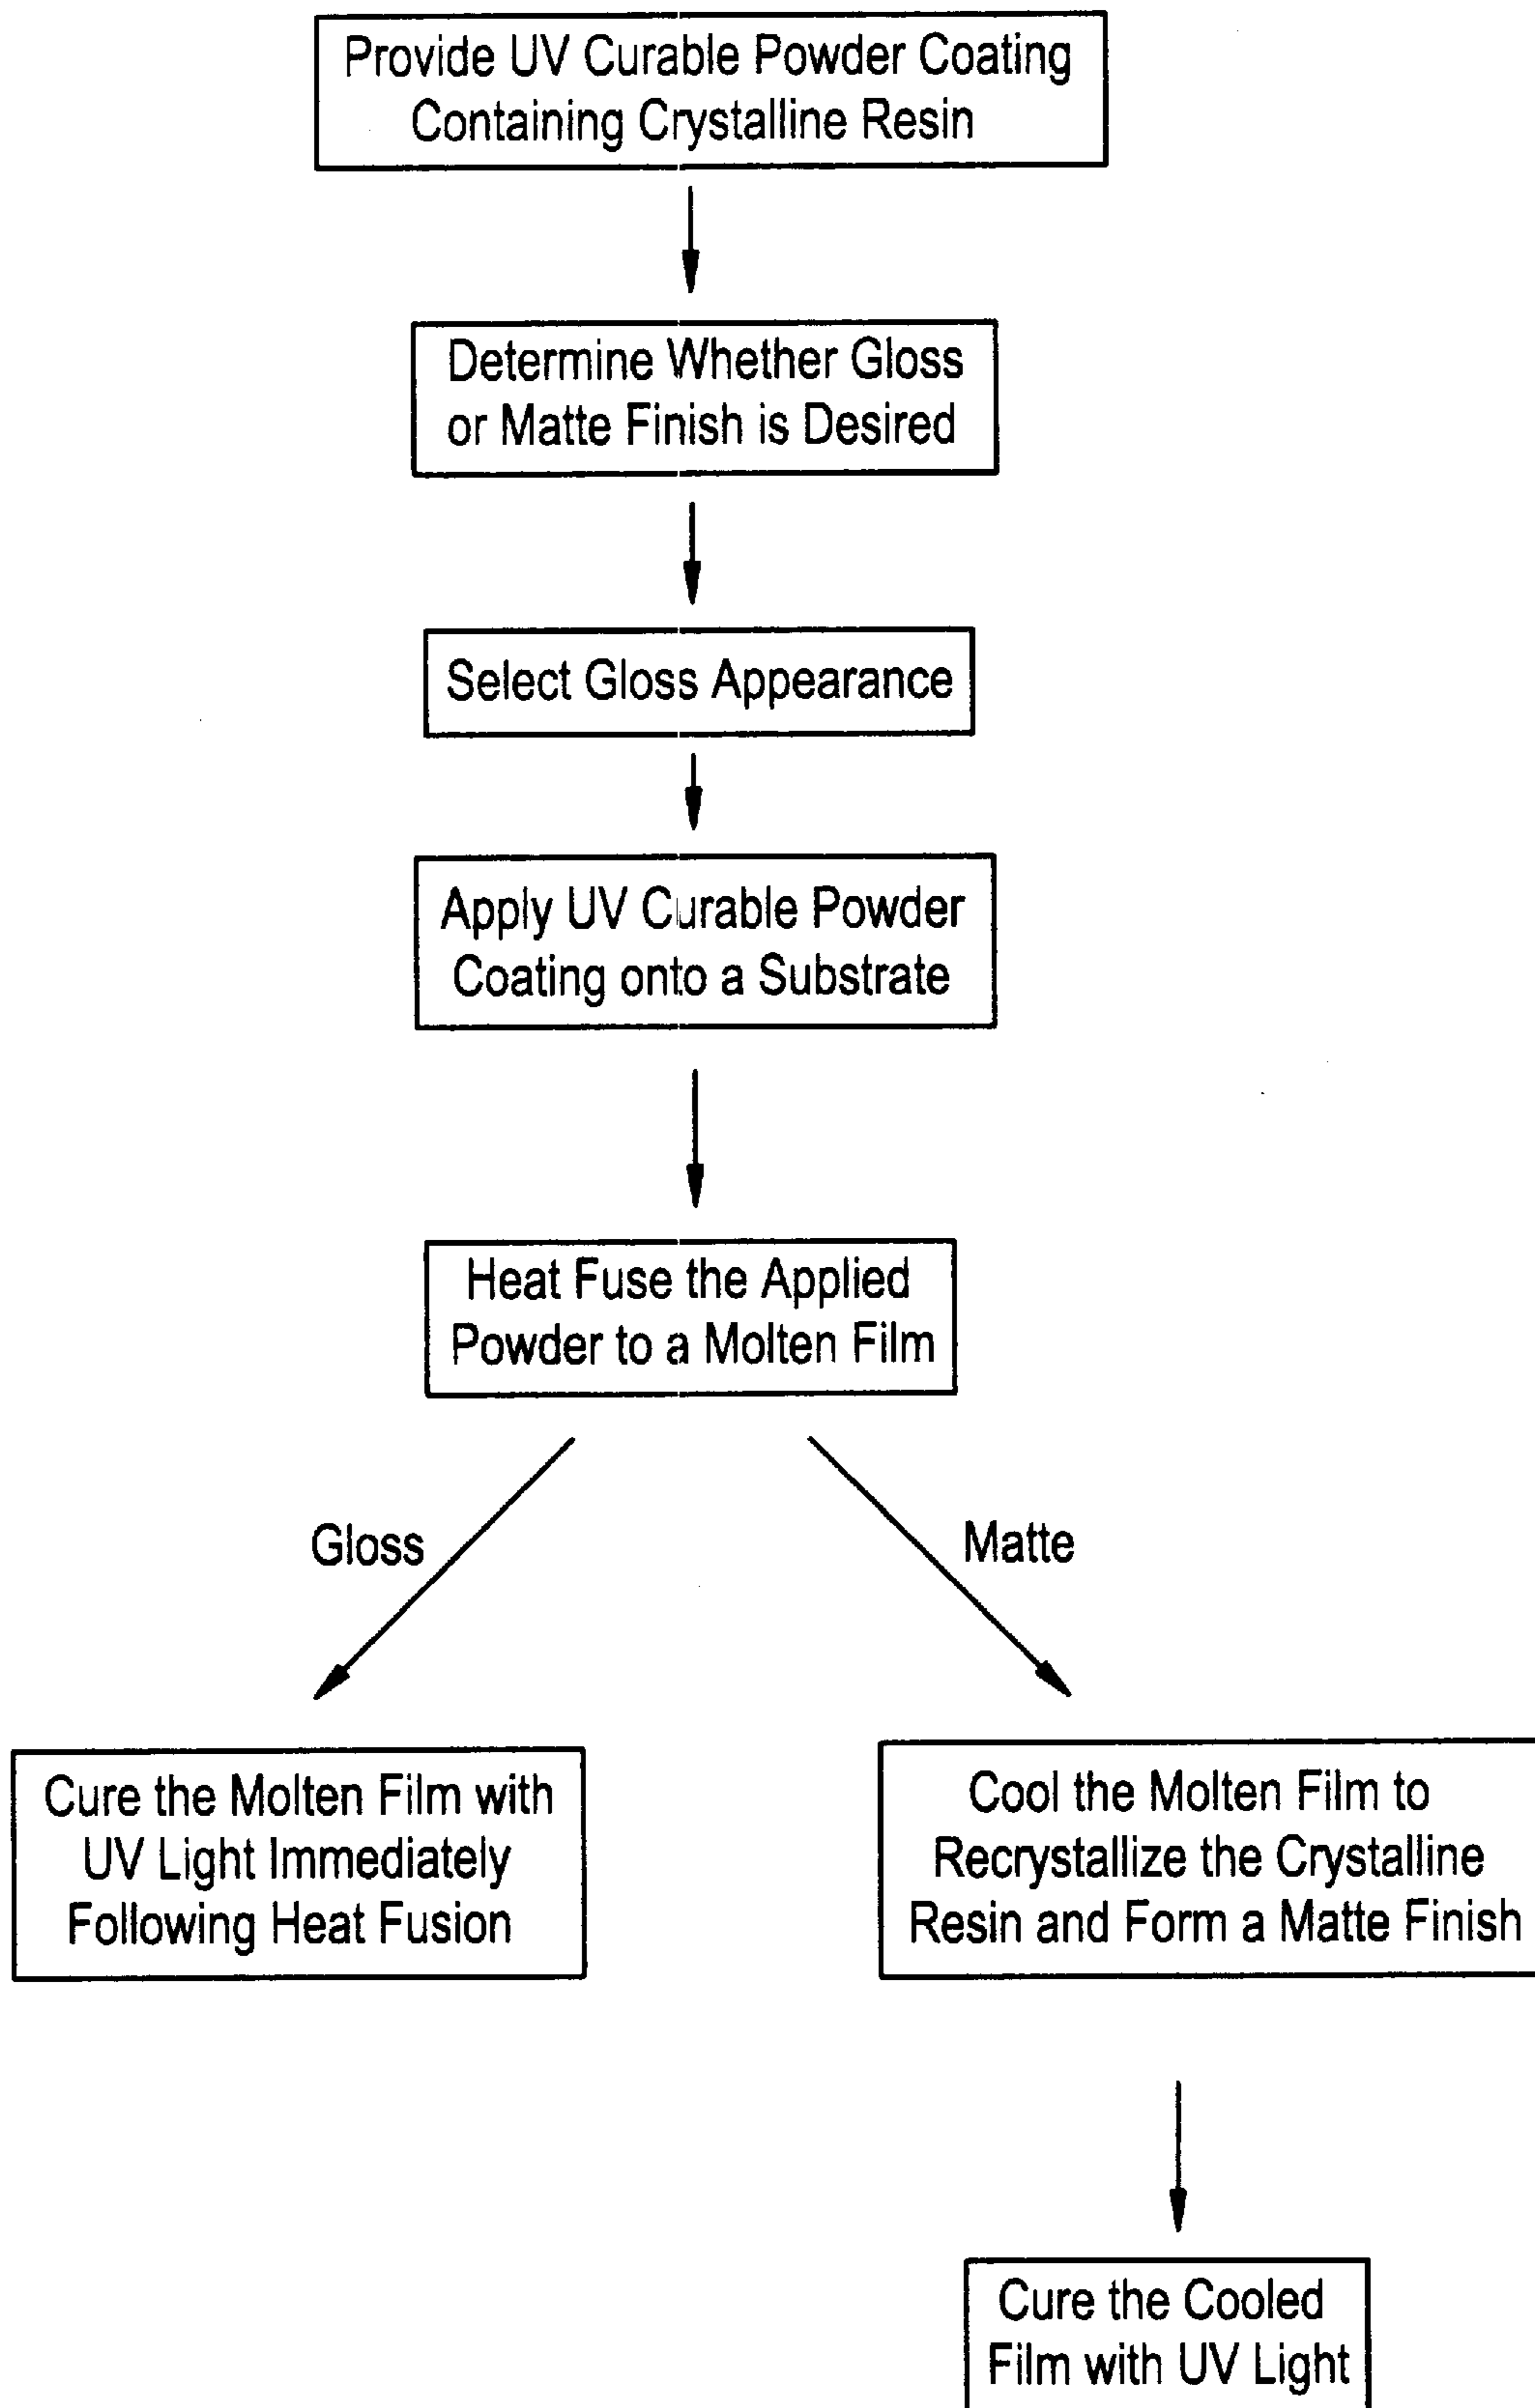 Provide UV Curable Powder Coating
Containing Crystalline Resin
Determine Whether Gloss
or Matte Finish is Desired
Select Gloss Appearance
Apply UV Curable Powder
Coating onto a Substrate
Heat Fuse the Applied
Powder to a Molten Film
Gloss
Matte
Cure the Molten Film with
UV Light Immediately
Following Heat Fusion
Cool the Molten Film to
Recrystallize the Crystalline
Resin and Form a Matte Finish
Cure the Cooled
Film with UV Light